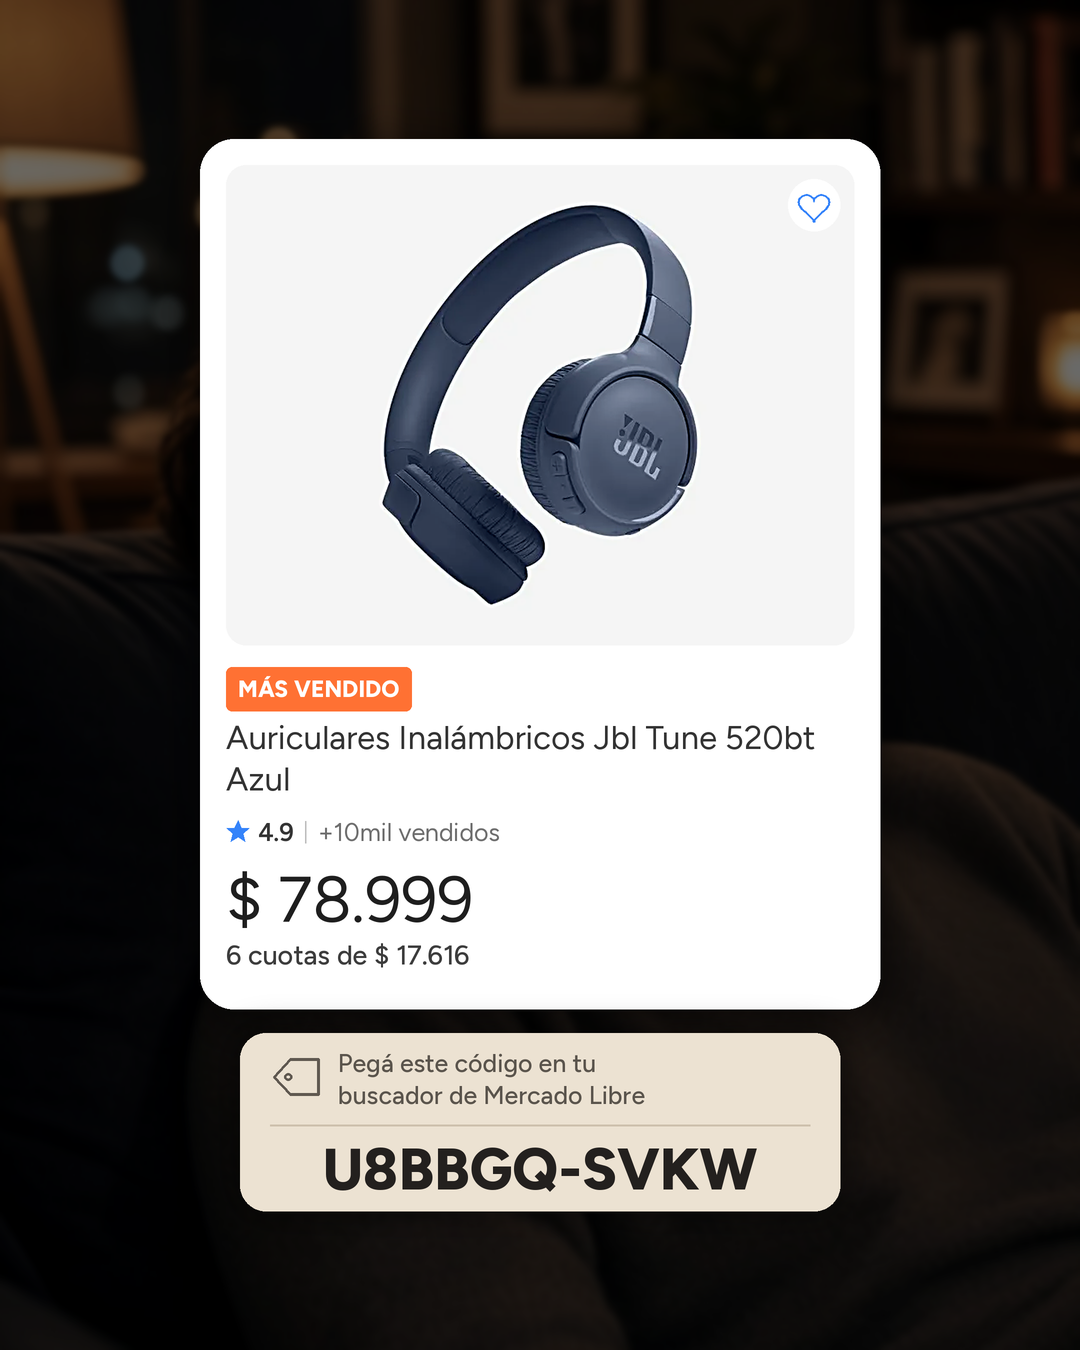 JBL
MÁS VENDIDO
Auriculares Inalámbricos Jbl Tune 520bt
Azul
4.9 | +10mil vendidos
$ 78.999
6 cuotas de $ 17.616
Pegá este código en tu
buscador de Mercado Libre
U8BBGQ-SVKW